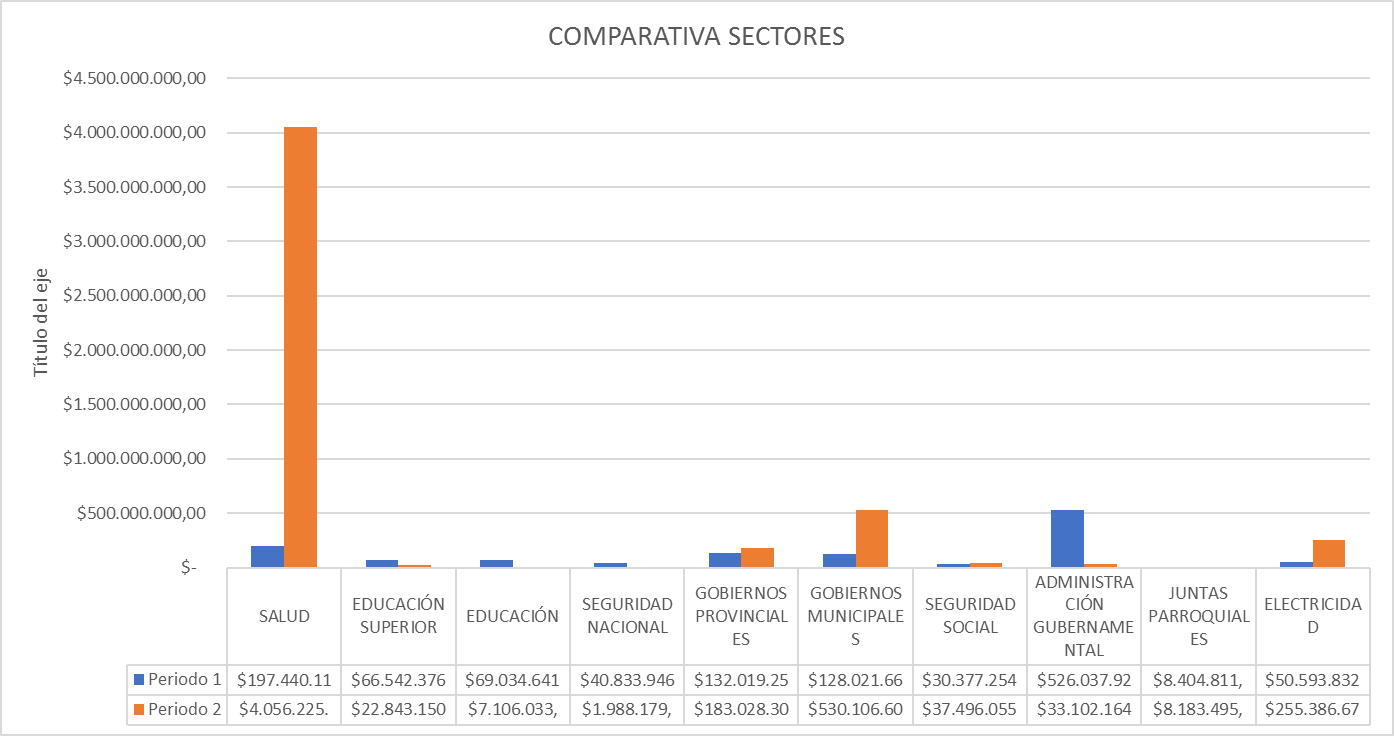 COMPARATIVA SECTORES
Título del eje
$4.500.000.000,00
$4.000.000.000,00
$3.500.000.000,00
$3.000.000.000,00
$2.500.000.000,00
$2.000.000.000,00
$1.500.000.000,00
$1.000.000.000,00
$500.000.000,00
$-
SALUD
EDUCACIÓN
SUPERIOR
EDUCACIÓN
SEGURIDAD
NACIONAL
GOBIERNOS
PROVINCIAL
ES
GOBIERNOS
MUNICIPALE
S
SEGURIDAD
SOCIAL
ADMINISTRA
CIÓN
GUBERNAME
NTAL
JUNTAS
PARROQUIAL
ES
ELECTRICIDA
D
Periodo 1 $197.440.11 $66.542.376 $69.034.641 $40.833.946 $132.019.25 $128.021.66 $30.377.254 $526.037.92 $8.404.811, $50.593.832
Periodo 2 $4.056.225. $22.843.150 $7.106.033, $1.988.179, $183.028.30 $530.106.60 $37.496.055 $33.102.164 $8.183.495, $255.386.67